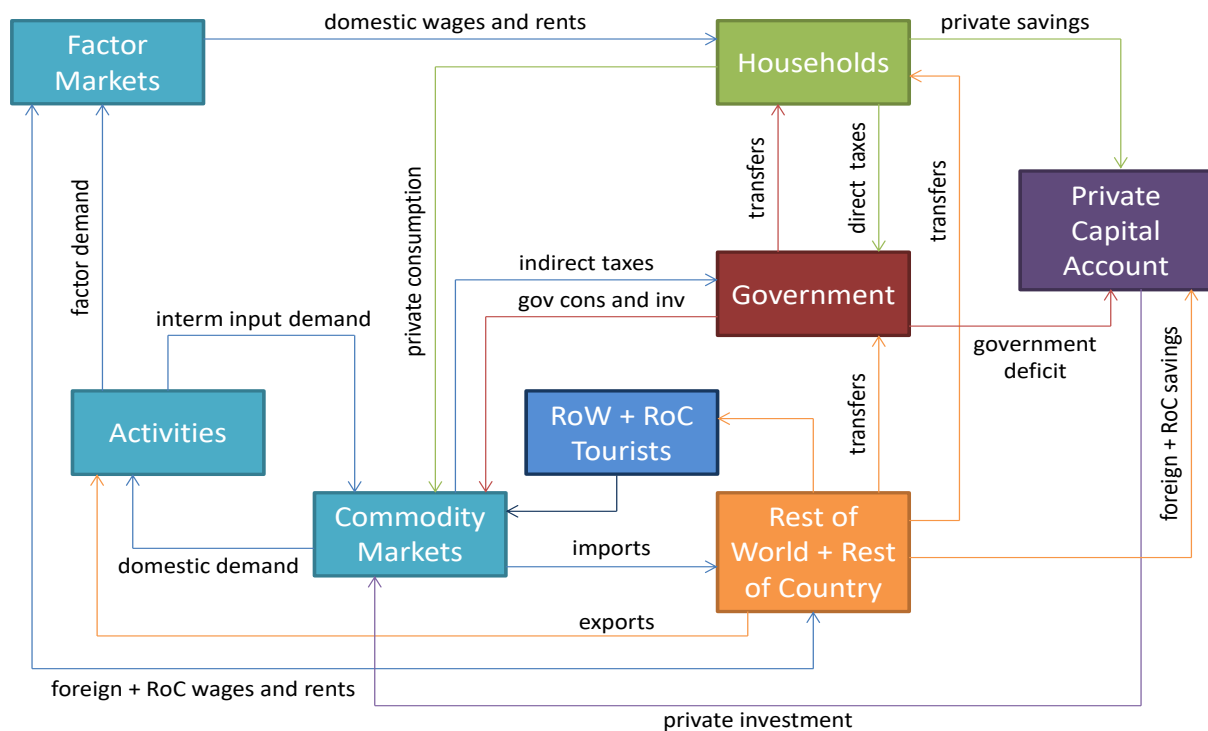 domestic wages and rents
private savings
Factor
Markets
Households
factor demand
private consumption
transfers
direct taxes
transfers
Private
Capital
Account
indirect taxes
Government
gov cons and inv
interm input demand
government
deficit
transfers
foreign + RoC savings
Activities
RoW + RoC
Tourists
Commodity
Markets
Rest of
World + Rest
of Country
imports
domestic demand
exports
foreign + RoC wages and rents
private investment